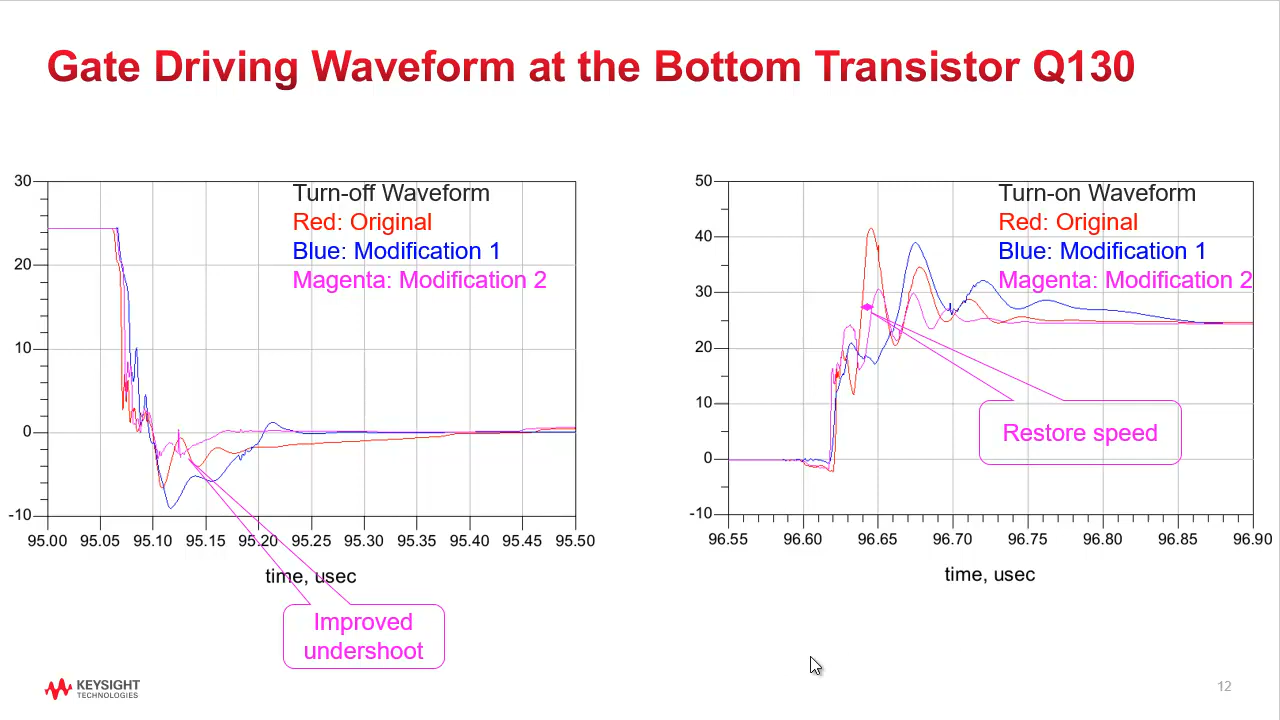 Gate Driving Waveform at the Bottom Transistor Q130
Turn-off Waveform
Red: Original
Blue: Modification 1
Magenta: Modification 2
30
20
10
0
-10
95.00 95.05 95.10 95.15 95.20 95.25 95.30 95.35 95.40 95.45 95.50
time, usec
Improved
undershoot
Turn-on Waveform
Red: Original
Blue: Modification 1
Magenta: Modification 2
50
40
30
20
10
0
-10
Restore speed
96.55 96.60 96.65 96.70 96.75 96.80 96.85 96.90
time, usec
KEYSIGHT
TECHNOLOGIES
12